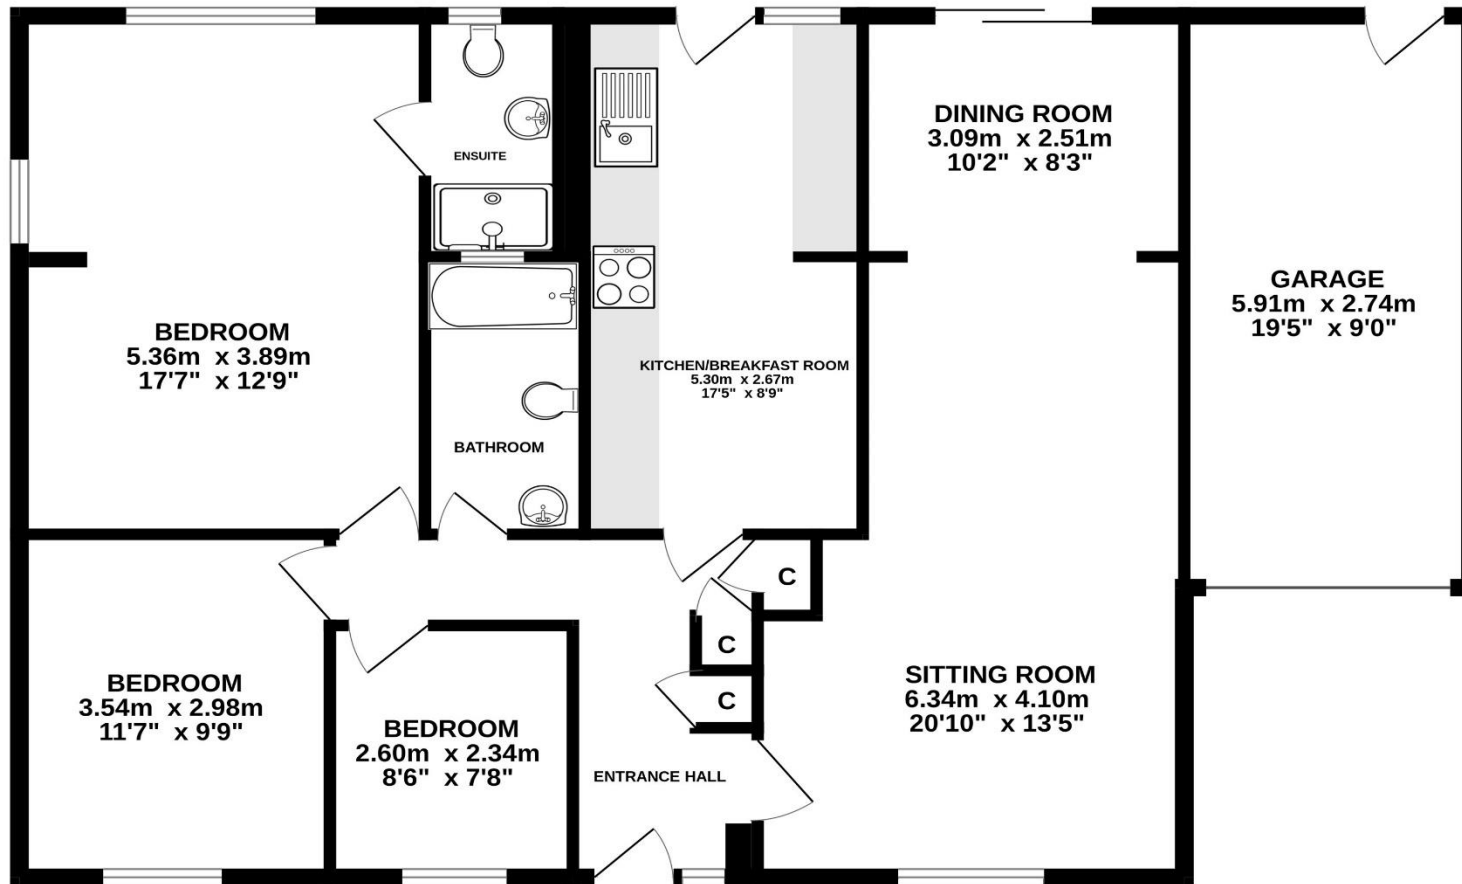 DINING ROOM
3.09m x 2.51m
10'2" x 8'3"
ENSUITE
GARAGE
5.91m x 2.74m
19'5" x 9'0"
BEDROOM
5.36m x 3.89m
17'7" x 12'9"
KITCHEN/BREAKFAST ROOM
5.30m x 2.67m
17'5" x 8'9"
BATHROOM
C
C
C
BEDROOM
3.54m x 2.98m
11'7" x 9'9"
BEDROOM
2.60m x 2.34m
8'6" x 7'8"
SITTING ROOM
6.34m x 4.10m
20'10" x 13'5"
ENTRANCE HALL